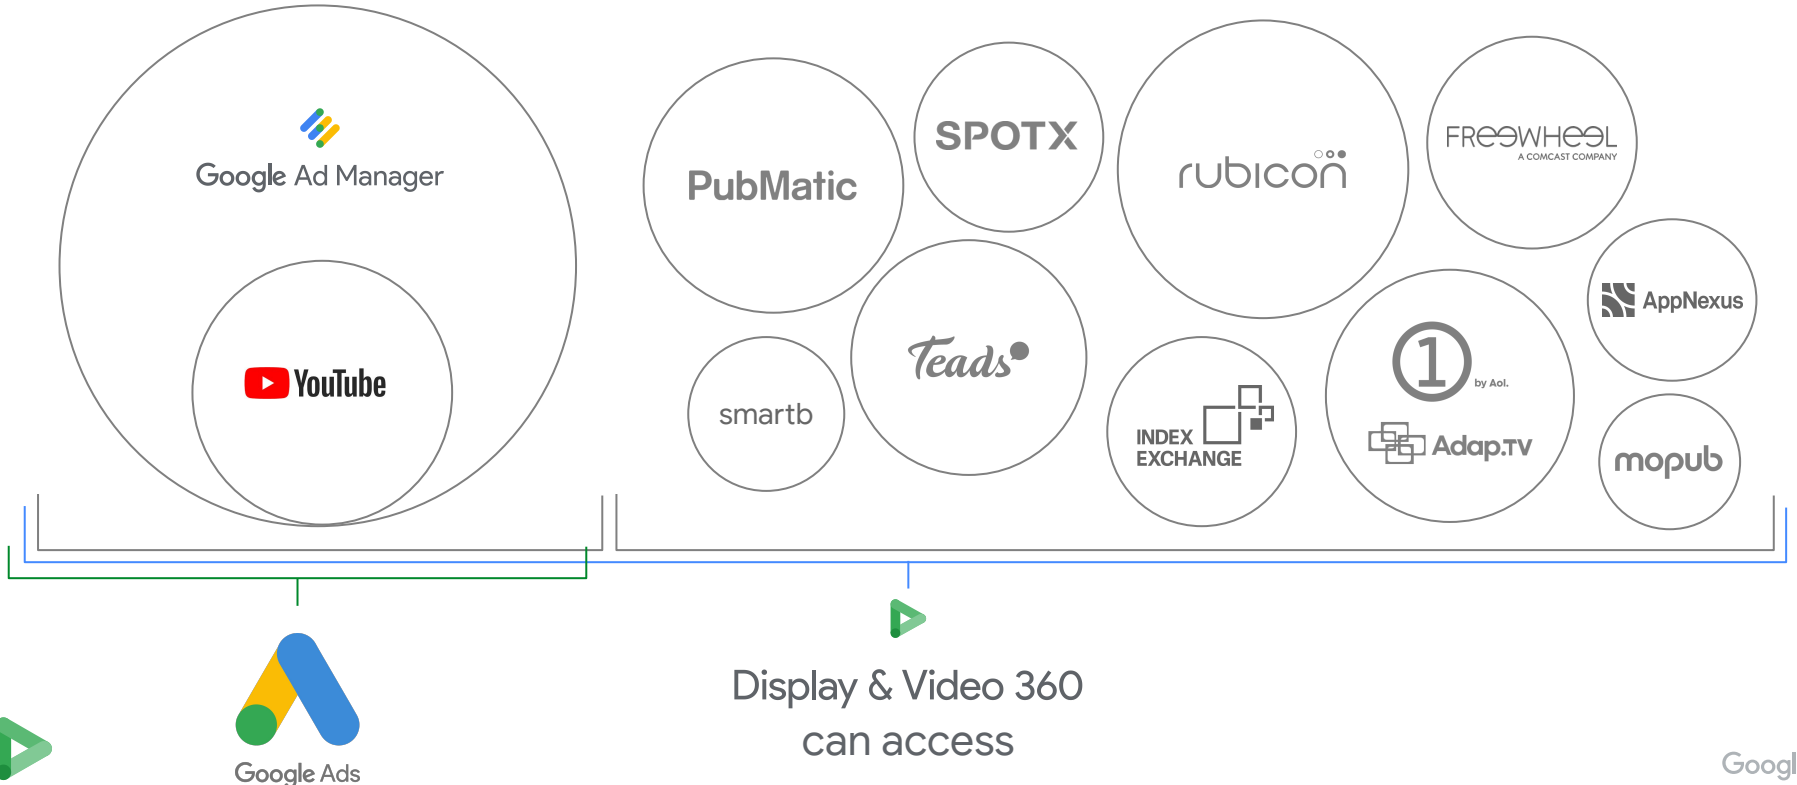 Google Ad Manager
YouTube
PubMatic
SPOTX
rubicon
FREEWHEEL
A COMCAST COMPANY
AppNexus
Teads
smartb
INDEX
EXCHANGE
1
by Aol.
Adap.TV
mopub
Display & Video 360
can access
Google Ads
Googl